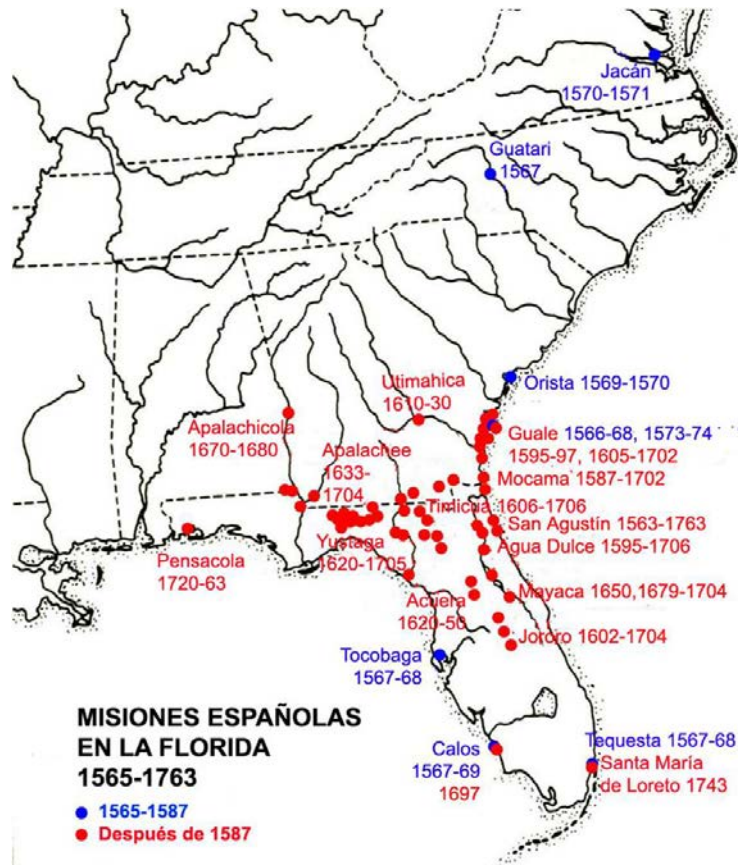 Jacán
1570-1571
Guatari
1567
Orista 1569-1570
Utimahica
1610-30
Apalachicola
1670-1680
Guale 1566-68, 1573-74
1595-97, 1605-1702
Apalachee
1633-
1704
Mocama 1587-1702
Timicua 1606-1706
San Agustín 1563-1763
Yustaga
1620-1705
Agua Dulce 1595-1706
Pensacola
1720-63
Mayaca 1650,1679-1704
Acuera
1620-50
Jororo 1602-1704
Tocobaga
1567-68
MISIONES ESPAÑOLAS
EN LA FLORIDA
1565-1763
1565-1587
Después de 1587
Calos
1567-69
1697
Tequesta 1567-68
Santa María
de Loreto 1743